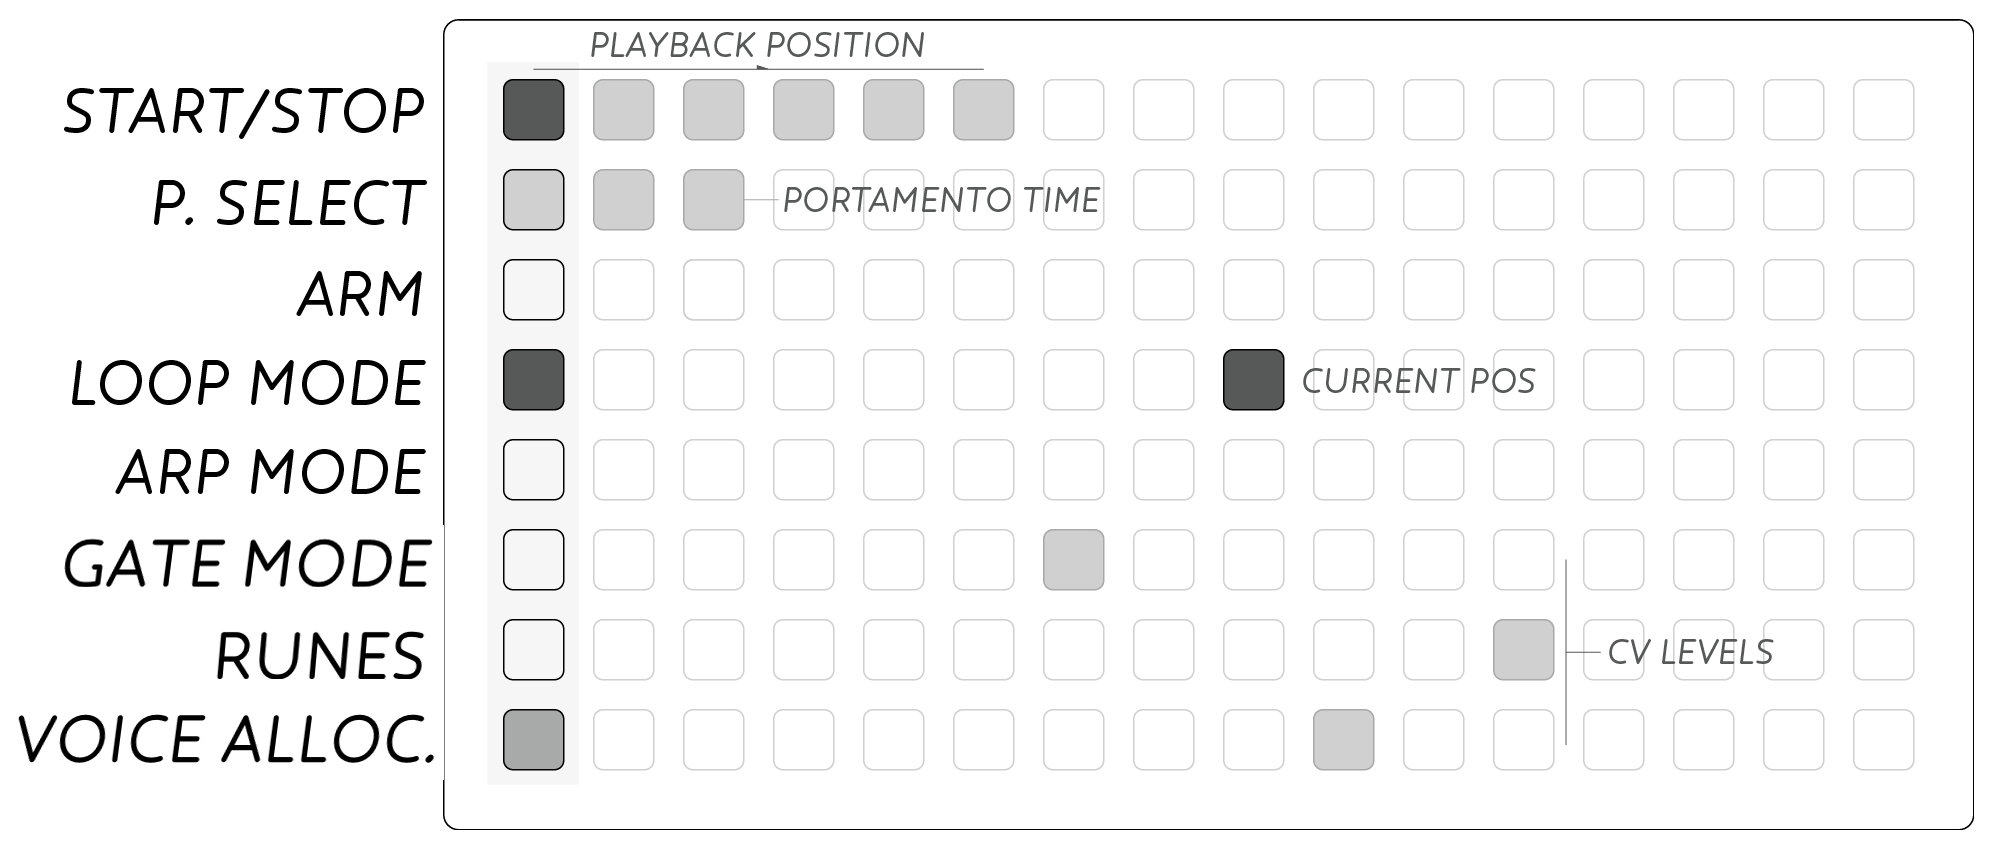 PLAYBACK POSITION
START/STOP
P. SELECT
PORTAMENTO TIME
ARM
LOOP MODE
CURRENT POS
ARP MODE
GATE MODE
RUNES
CV LEVELS
VOICE ALLOC.